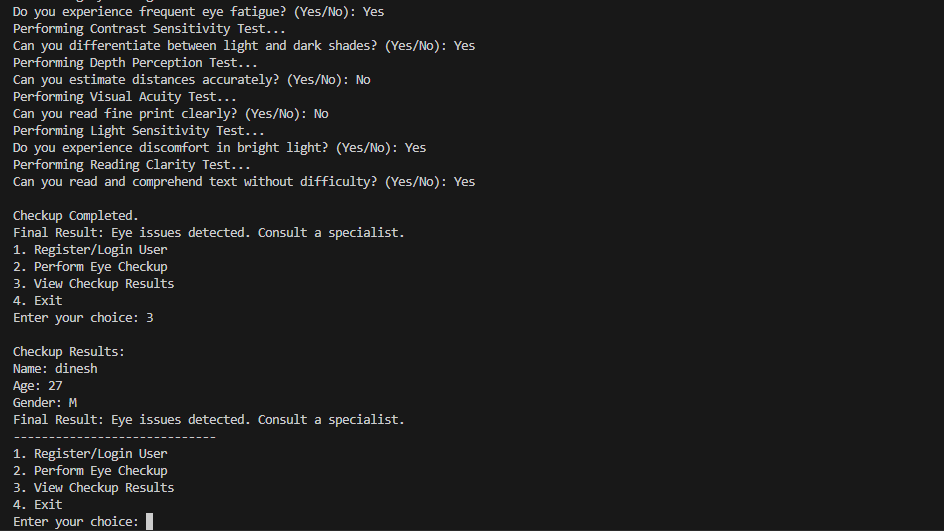 Do you experience frequent eye fatigue? (Yes/No): Yes
Performing Contrast Sensitivity Test...
Can you differentiate between light and dark shades? (Yes/No): Yes
Performing Depth Perception Test...
Can you estimate distances accurately? (Yes/No): No
Performing Visual Acuity Test...
Can you read fine print clearly? (Yes/No): No
Performing Light Sensitivity Test...
Do you experience discomfort in bright light? (Yes/No): Yes
Performing Reading Clarity Test...
Can you read and comprehend text without difficulty? (Yes/No): Yes

Checkup Completed.
Final Result: Eye issues detected. Consult a specialist.
1. Register/Login User
2. Perform Eye Checkup
3. View Checkup Results
4. Exit
Enter your choice: 3

Checkup Results:
Name: dinesh
Age: 27
Gender: M
Final Result: Eye issues detected. Consult a specialist.
-----------------------------
1. Register/Login User
2. Perform Eye Checkup
3. View Checkup Results
4. Exit
Enter your choice: